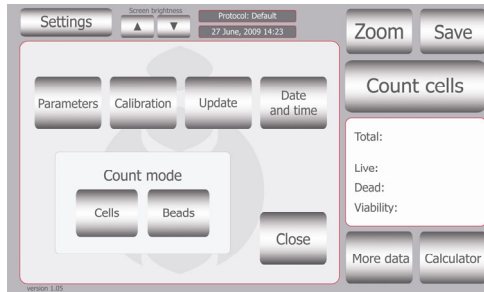 Settings
Screen brightness
Protocol: Default
27 June, 2009 14:23
Zoom
Save
Parameters
Calibration
Update
Date
and time
Count cells
Total:
Live:
Dead:
Viability:
Count mode
Cells
Beads
Close
More data
Calculator
version 1.05